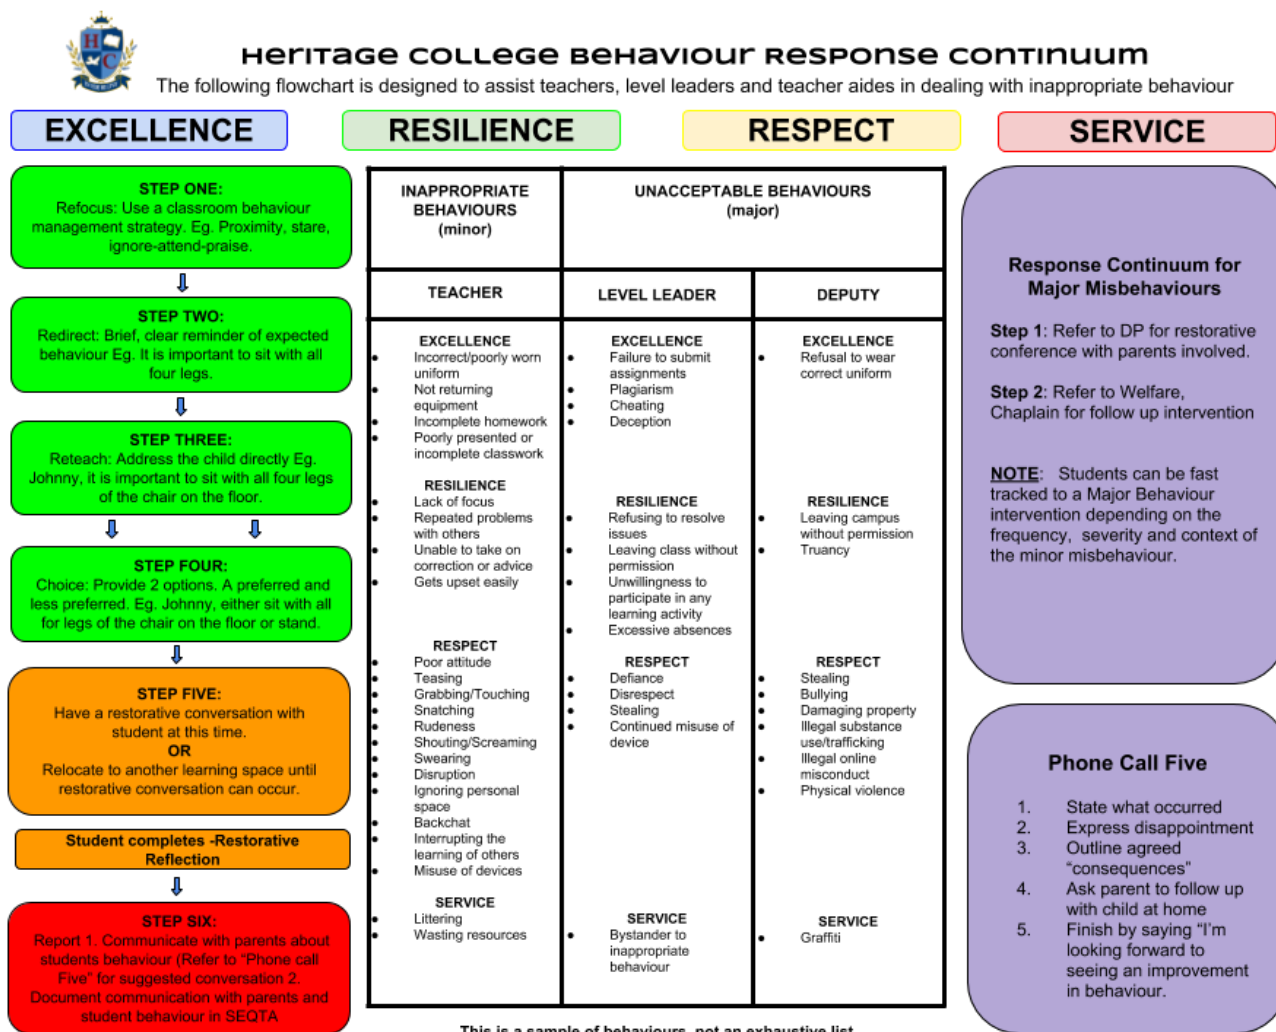 Heritage College Behaviour Response Continuum
The following flowchart is designed to assist teachers, level leaders and teacher aides in dealing with inappropriate behaviour
EXCELLENCE
RESILIENCE
RESPECT
SERVICE
STEP ONE:
Refocus: Use a classroom behaviour
management strategy. Eg. Proximity, stare,
ignore-attend-praise.
STEP TWO:
Redirect: Brief, clear reminder of expected
behaviour Eg. It is important to sit with all
four legs.
STEP THREE:
Reteach: Address the child directly Eg.
Johnny, it is important to sit with all four legs
of the chair on the floor.
STEP FOUR:
Choice: Provide 2 options. A preferred and
less preferred. Eg. Johnny, either sit with all
for legs of the chair on the floor or stand.
STEP FIVE:
Have a restorative conversation with
student at this time.
OR
Relocate to another learning space until
restorative conversation can occur.
Student completes -Restorative
Reflection
STEP SIX:
Report 1. Communicate with parents about
students behaviour (Refer to “Phone call
Five” for suggested conversation 2.
Document communication with parents and
student behaviour in SEQTA
INAPPROPRIATE
BEHAVIOURS
(minor)
UNACCEPTABLE BEHAVIOURS
(major)
TEACHER
LEVEL LEADER
DEPUTY
EXCELLENCE
• Incorrect/poorly worn
uniform
• Not returning
equipment
• Incomplete homework
• Poorly presented or
incomplete classwork
RESILIENCE
• Lack of focus
• Repeated problems
with others
• Unable to take on
correction or advice
• Gets upset easily
RESPECT
• Poor attitude
• Teasing
• Grabbing/Touching
• Snatching
• Rudeness
• Shouting/Screaming
• Swearing
• Disruption
• Ignoring personal
space
• Backchat
• Interrupting the
learning of others
• Misuse of devices
SERVICE
• Littering
• Wasting resources
EXCELLENCE
• Failure to submit
assignments
• Plagiarism
• Cheating
• Deception
RESILIENCE
• Refusing to resolve
issues
• Leaving class without
permission
• Unwillingness to
participate in any
learning activity
• Excessive absences
RESPECT
• Defiance
• Disrespect
• Stealing
• Continued misuse of
device
SERVICE
• Bystander to
inappropriate
behaviour
EXCELLENCE
• Refusal to wear
correct uniform
RESILIENCE
• Leaving campus
without permission
• Truancy
RESPECT
• Stealing
• Bullying
• Damaging property
• Illegal substance
use/trafficking
• Illegal online
misconduct
• Physical violence
SERVICE
• Graffiti
This is a sample of behaviours, not an exhaustive list
Response Continuum for
Major Misbehaviours
Step 1: Refer to DP for restorative
conference with parents involved.
Step 2: Refer to Welfare,
Chaplain for follow up intervention
NOTE: Students can be fast
tracked to a Major Behaviour
intervention depending on the
frequency, severity and context of
the minor misbehaviour.
Phone Call Five
1. State what occurred
2. Express disappointment
3. Outline agreed
“consequences”
4. Ask parent to follow up
with child at home
5. Finish by saying “I’m
looking forward to
seeing an improvement
in behaviour.